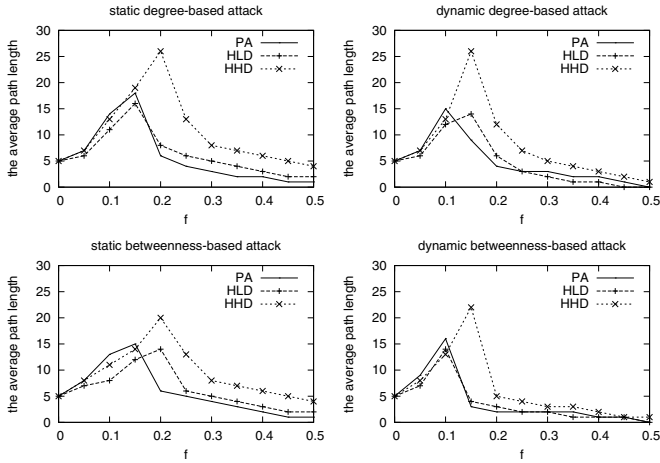 static degree-based attack
the average path length
30
25
20
15
10
5
0
PA
HLD
HHD
0 0.1 0.2 0.3 0.4 0.5
f
dynamic degree-based attack
the average path length
30
25
20
15
10
5
0
PA
HLD
HHD
0 0.1 0.2 0.3 0.4 0.5
f
static betweenness-based attack
the average path length
30
25
20
15
10
5
0
PA
HLD
HHD
0 0.1 0.2 0.3 0.4 0.5
f
dynamic betweenness-based attack
the average path length
30
25
20
15
10
5
0
PA
HLD
HHD
0 0.1 0.2 0.3 0.4 0.5
f